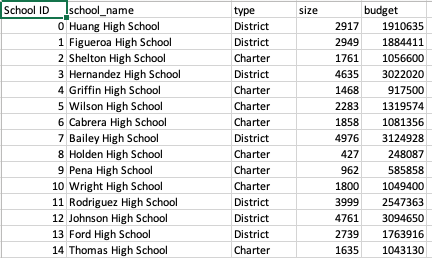 School ID school_name type size budget
0 Huang High School District 2917 1910635
1 Figueroa High School District 2949 1884411
2 Shelton High School Charter 1761 1056600
3 Hernandez High School District 4635 3022020
4 Griffin High School Charter 1468 917500
5 Wilson High School Charter 2283 1319574
6 Cabrera High School Charter 1858 1081356
7 Bailey High School District 4976 3124928
8 Holden High School Charter 427 248087
9 Pena High School Charter 962 585858
10 Wright High School Charter 1800 1049400
11 Rodriguez High School District 3999 2547363
12 Johnson High School District 4761 3094650
13 Ford High School District 2739 1763916
14 Thomas High School Charter 1635 1043130